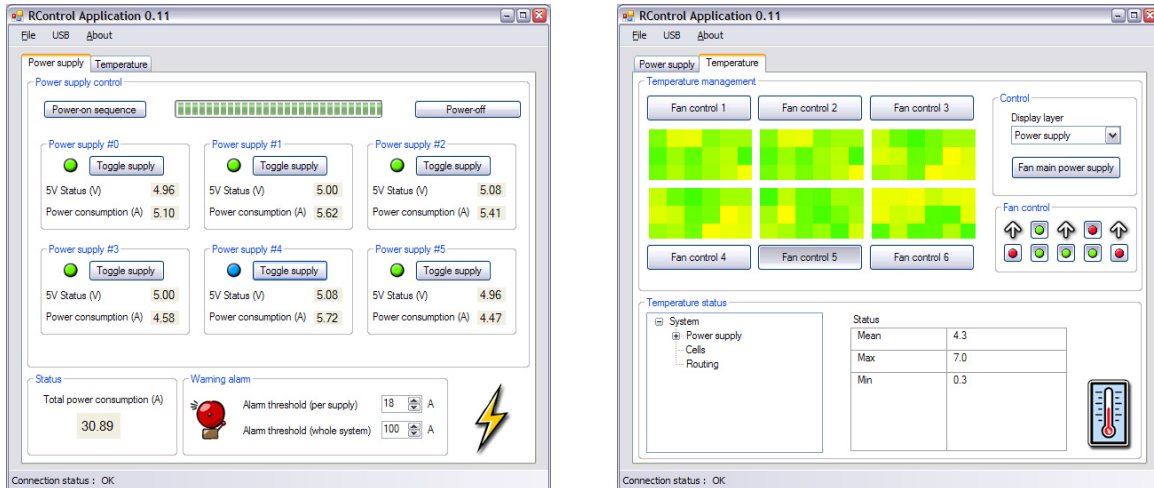 RControl Application 0.11
File USB About
Power supply Temperature
Power supply control
Power-on sequence Power-off
Power supply #0 Power supply #1 Power supply #2
Toggle supply Toggle supply Toggle supply
5V Status (V) 4.96 5V Status (V) 5.00 5V Status (V) 5.08
Power consumption (A) 5.10 Power consumption (A) 5.62 Power consumption (A) 5.41
Power supply #3 Power supply #4 Power supply #5
Toggle supply Toggle supply Toggle supply
5V Status (V) 5.00 5V Status (V) 5.08 5V Status (V) 4.96
Power consumption (A) 4.58 Power consumption (A) 5.72 Power consumption (A) 4.47
Status Warning alarm
Total power consumption (A)
30.89
Alarm threshold (per supply) 18 A
Alarm threshold (whole system) 100 A
Connection status : OK
RControl Application 0.11
File USB About
Power supply Temperature
Temperature management
Fan control 1 Fan control 2 Fan control 3
Fan control 4 Fan control 5 Fan control 6
Control
Display layer
Power supply
Fan main power supply
Fan control
Temperature status
System
Power supply
Cells
Routing
Status
Mean 4.3
Max 7.0
Min 0.3
Connection status : OK